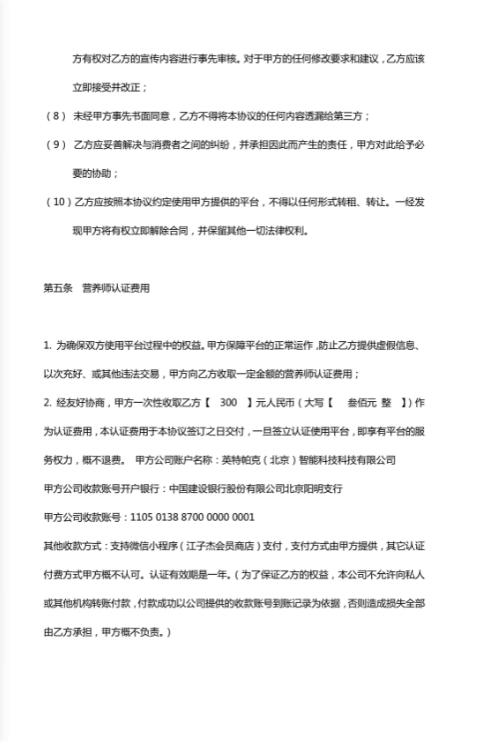 方有权对乙方的宣传内容进行事先审核。对于甲方的任何修改要求和建议，乙方应该
立即接受并改正；
（8） 未经甲方事先书面同意，乙方不得将本协议的任何内容透漏给第三方；
（9） 乙方应妥善解决与消费者之间的纠纷，并承担因此而产生的责任，甲方对此给予必
要的协助；
（10）乙方应按照本协议约定使用甲方提供的平台，不得以任何形式转租、转让。一经发
现甲方将有权立即解除合同，并保留其他一切法律权利。
第五条 营养师认证费用
1. 为确保双方使用平台过程中的权益。甲方保障平台的正常运作，防止乙方提供虚假信息、
以次充好、或其他违法交易，甲方向乙方收取一定金额的营养师认证费用；
2. 经友好协商，甲方一次性收取乙方【 300 】元人民币（大写【 叁佰元 整 】）作
为认证费用，本认证费用于本协议签订之日交付，一旦签立认证使用平台，即享有平台的服
务权力，概不退费。 甲方公司账户名称：英特帕克（北京）智能科技科技有限公司
甲方公司收款账号开户银行：中国建设银行股份有限公司北京阳明支行
甲方公司收款账号：1105 0138 8700 0000 0001
其他收款方式：支持微信小程序（江子杰会员商店）支付，支付方式由甲方提供，其它认证
付费方式甲方概不认可。认证有效期是一年。（为了保证乙方的权益，本公司不允许向私人
或其他机构转账付款，付款成功以公司提供的收款账号到账记录为依据，否则造成损失全部
由乙方承担，甲方概不负责。）